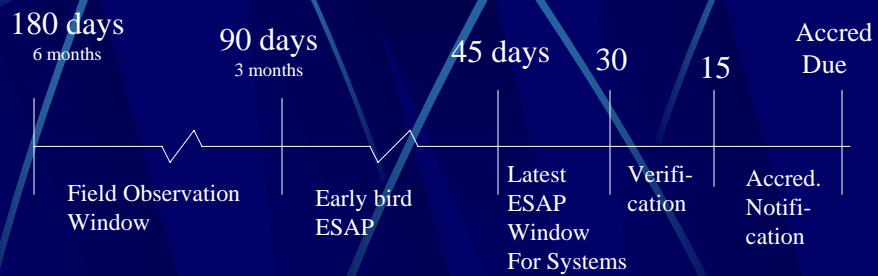 180 days
6 months
90 days
3 months
45 days
30
15
Accred
Due
Field Observation
Window
Early bird
ESAP
Latest
ESAP
Window
For Systems
Verifi-
cation
Accred.
Notifi-
cation